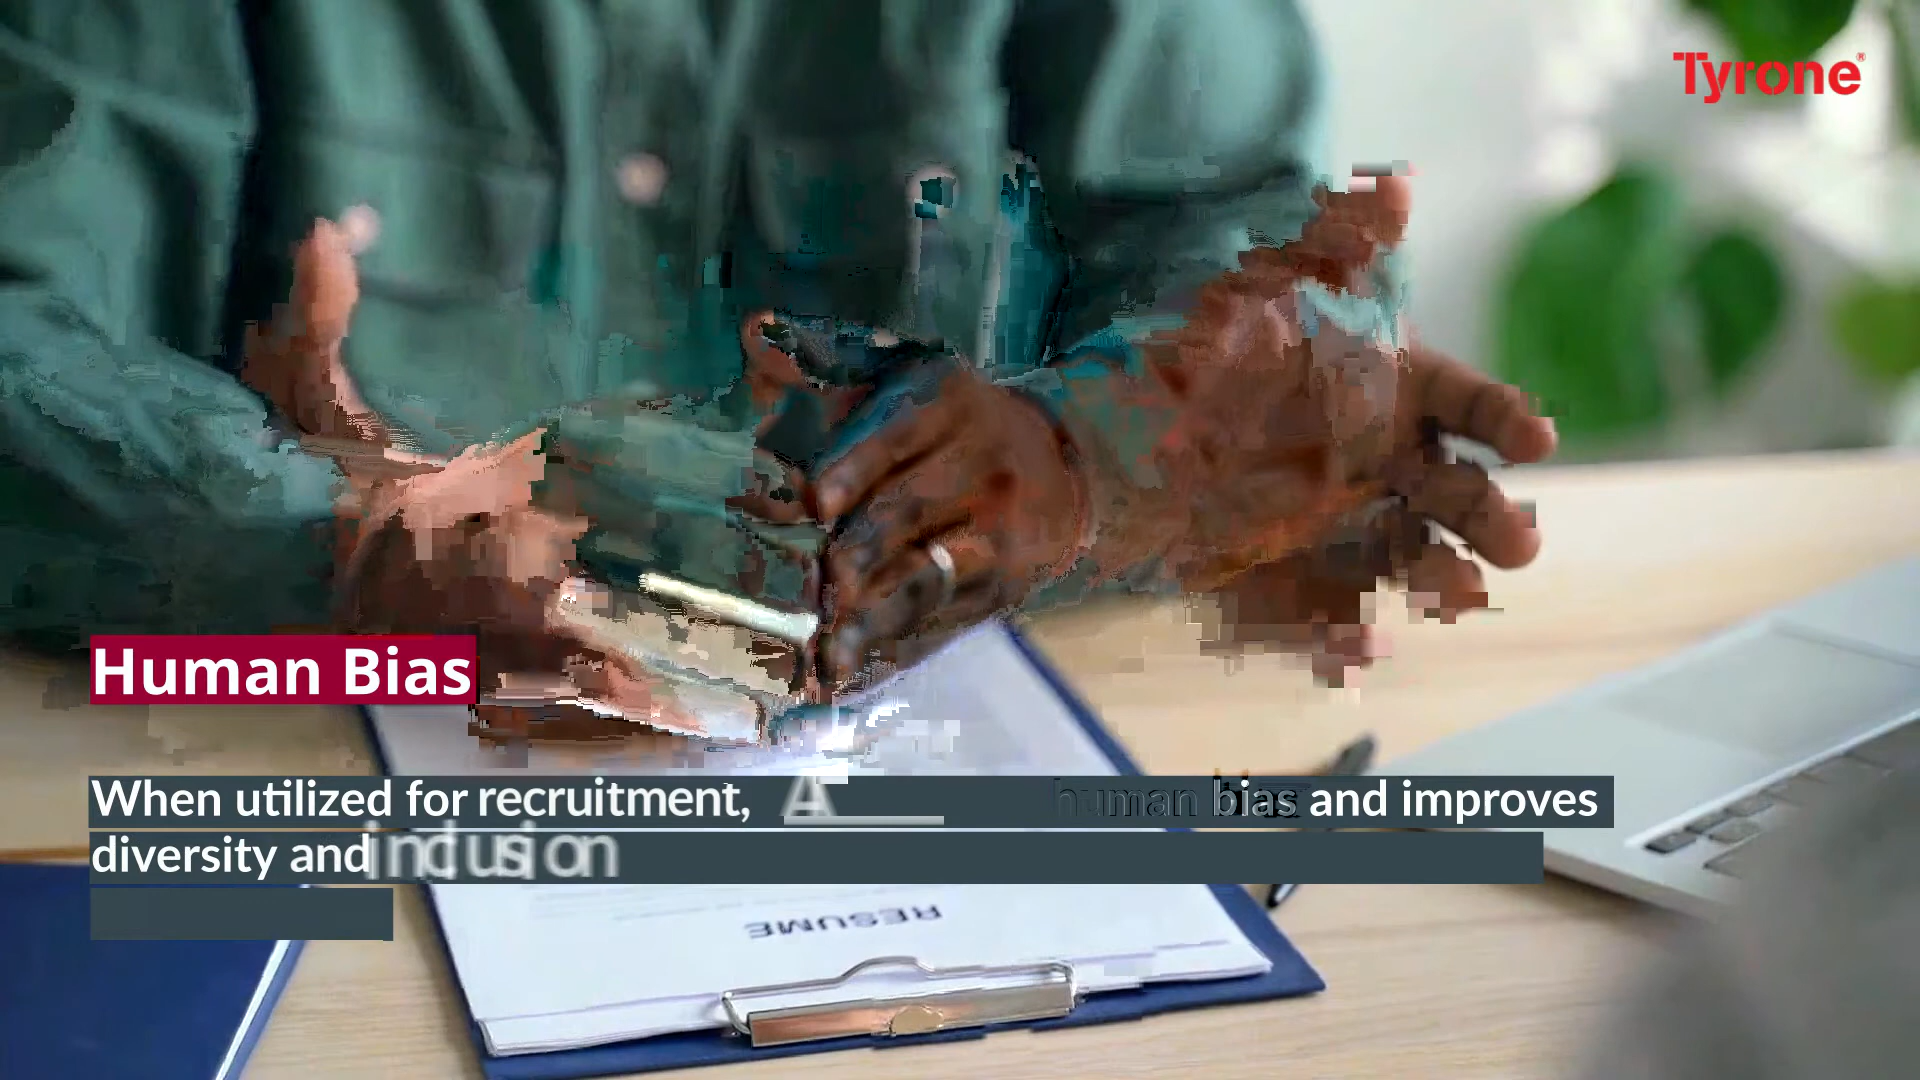 Tyrone
Human Bias
When utilized for recruitment, human bias and improves
diversity and inclusion
RESUME